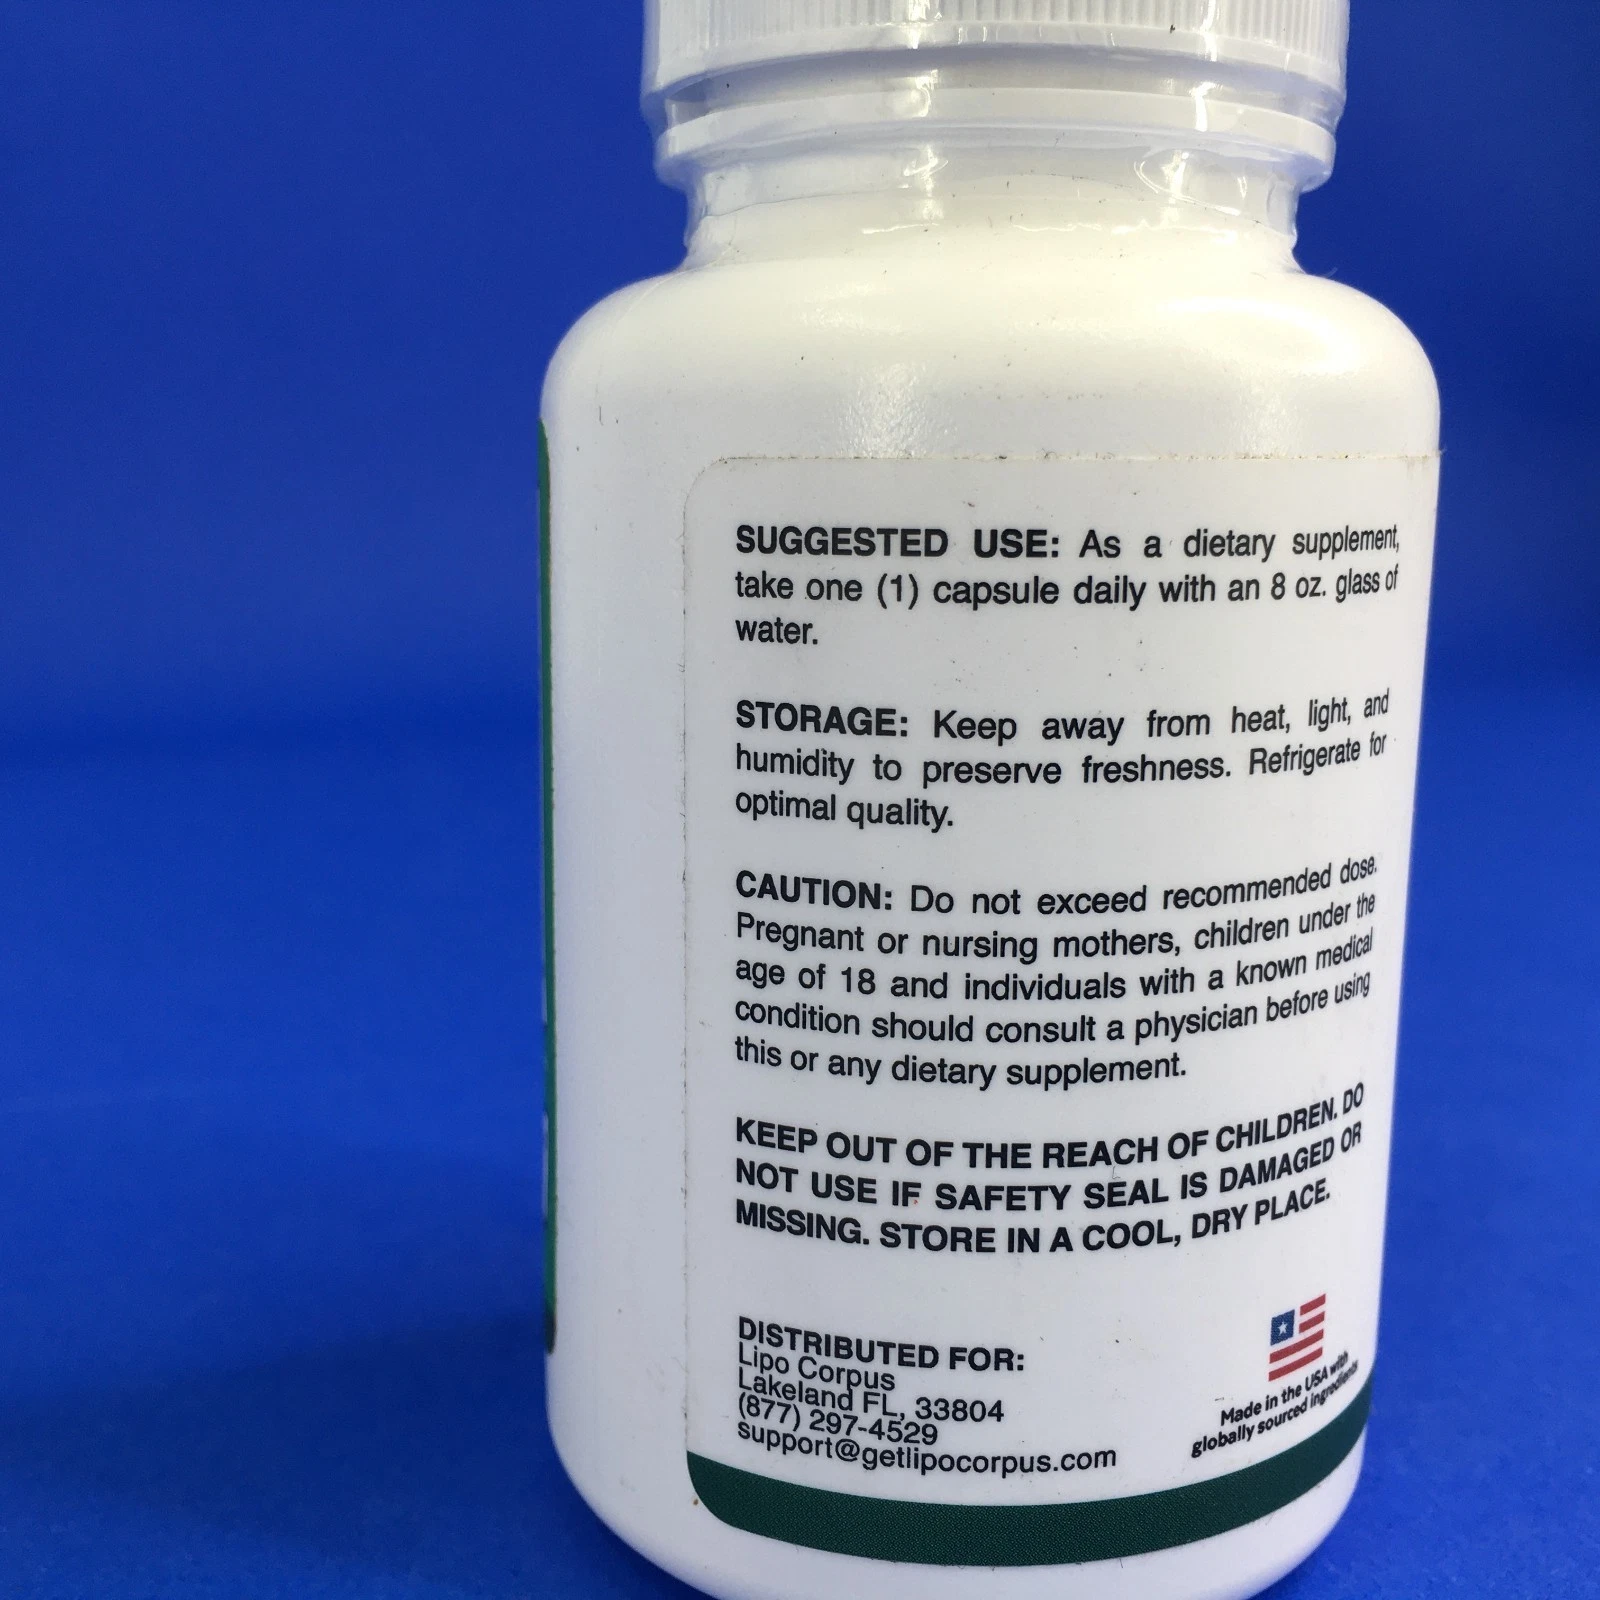 SUGGESTED USE: As a dietary supplement,
take one (1) capsule daily with an 8 oz. glass of
water.
STORAGE: Keep away from heat, light, and
humidity to preserve freshness. Refrigerate for
optimal quality.
CAUTION: Do not exceed recommended dose.
Pregnant or nursing mothers, children under the
age of 18 and individuals with a known medical
condition should consult a physician before using
this or any dietary supplement.
KEEP OUT OF THE REACH OF CHILDREN. DO
NOT USE IF SAFETY SEAL IS DAMAGED OR
MISSING. STORE IN A COOL, DRY PLACE.
DISTRIBUTED FOR:
Lipo Corpus
Lakeland FL, 33804
(877) 297-4529
support@getlipocorpus.com
Made in the USA with
globally sourced ingredients